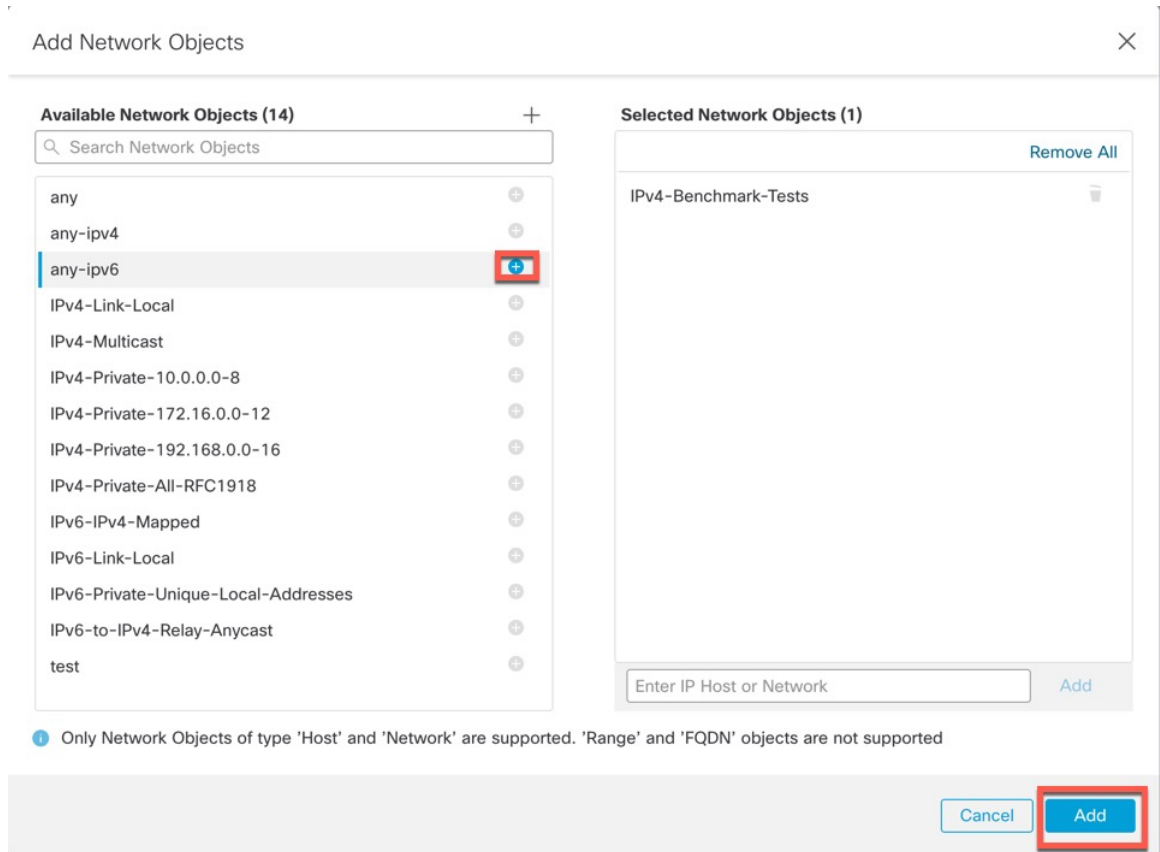 Add Network Objects
Available Network Objects (14)
Search Network Objects
any
any-ipv4
any-ipv6
IPv4-Link-Local
IPv4-Multicast
IPv4-Private-10.0.0.0-8
IPv4-Private-172.16.0.0-12
IPv4-Private-192.168.0.0-16
IPv4-Private-All-RFC1918
IPv6-IPv4-Mapped
IPv6-Link-Local
IPv6-Private-Unique-Local-Addresses
IPv6-to-IPv4-Relay-Anycast
test
Selected Network Objects (1)
Remove All
IPv4-Benchmark-Tests
Enter IP Host or Network Add
Only Network Objects of type 'Host' and 'Network' are supported. 'Range' and 'FQDN' objects are not supported
Cancel Add